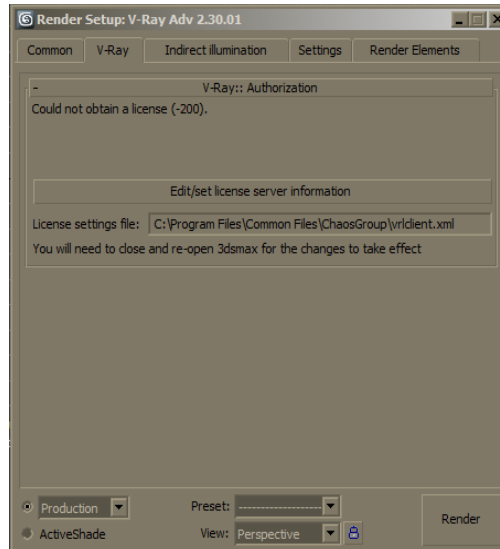 Render Setup: V-Ray Adv 2.30.01
Common V-Ray Indirect illumination Settings Render Elements
- V-Ray:: Authorization
Could not obtain a license (-200).
Edit/set license server information
License settings file: C:\Program Files\Common Files\ChaosGroup\vrlclient.xml
You will need to close and re-open 3dsmax for the changes to take effect
Production Preset: --------------------
ActiveShade View: Perspective Render